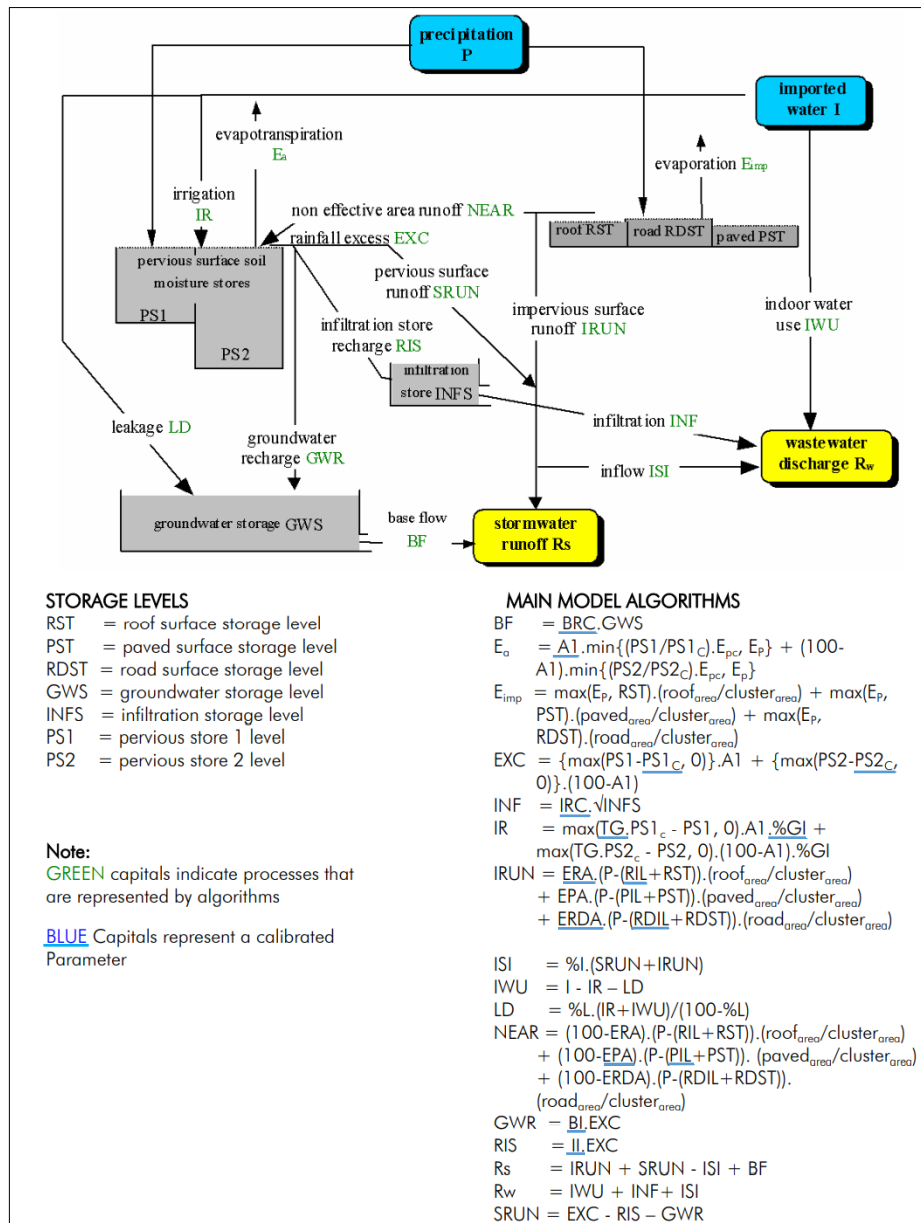 precipitation
P
imported
water I
evapotranspiration
Ea
evaporation Eimp
irrigation
IR
non effective area runoff NEAR
rainfall excess EXC
roof RST
road RDST
paved PST
pervious surface soil
moisture stores
PS1
PS2
pervious surface
runoff SRUN
impervious surface
runoff IRUN
indoor water
use IWU
infiltration store
recharge RIS
infiltration
store INFS
leakage LD
groundwater
recharge GWR
infiltration INF
wastewater
discharge Rw
inflow ISI
groundwater storage GWS
base flow
BF
stormwater
runoff Rs
STORAGE LEVELS
RST = roof surface storage level
PST = paved surface storage level
RDST = road surface storage level
GWS = groundwater storage level
INFS = infiltration storage level
PS1 = pervious store 1 level
PS2 = pervious store 2 level
Note:
GREEN capitals indicate processes that
are represented by algorithms
BLUE Capitals represent a calibrated
Parameter
MAIN MODEL ALGORITHMS
BF = BRC.GWS
Ea = A1.min{(PS1/PS1C).Epc, EP} + (100-
A1).min{(PS2/PS2C).Epc, Ep}
Eimp = max(EP, RST).(roofarea/clusterarea) + max(EP,
PST).(pavedarea/clusterarea) + max(EP,
RDST).(roadarea/clusterarea)
EXC = {max(PS1-PS1C, 0)}.A1 + {max(PS2-PS2C,
0)}.(100-A1)
INF = IRC.√INFS
IR = max(TG.PS1c - PS1, 0).A1.%GI +
max(TG.PS2c - PS2, 0).(100-A1).%GI
IRUN = ERA.(P-(RIL+RST)).(roofarea/clusterarea)
+ EPA.(P-(PIL+PST)).(pavedarea/clusterarea)
+ ERDA.(P-(RDIL+RDST)).(roadarea/clusterarea)
ISI = %I.(SRUN+IRUN)
IWU = I - IR – LD
LD = %L.(IR+IWU)/(100-%L)
NEAR = (100-ERA).(P-(RIL+RST)).(roofarea/clusterarea)
+ (100-EPA).(P-(PIL+PST)). (pavedarea/clusterarea)
+ (100-ERDA).(P-(RDIL+RDST)).
(roadarea/clusterarea)
GWR = BI.EXC
RIS = II.EXC
Rs = IRUN + SRUN - ISI + BF
Rw = IWU + INF+ ISI
SRUN = EXC - RIS – GWR